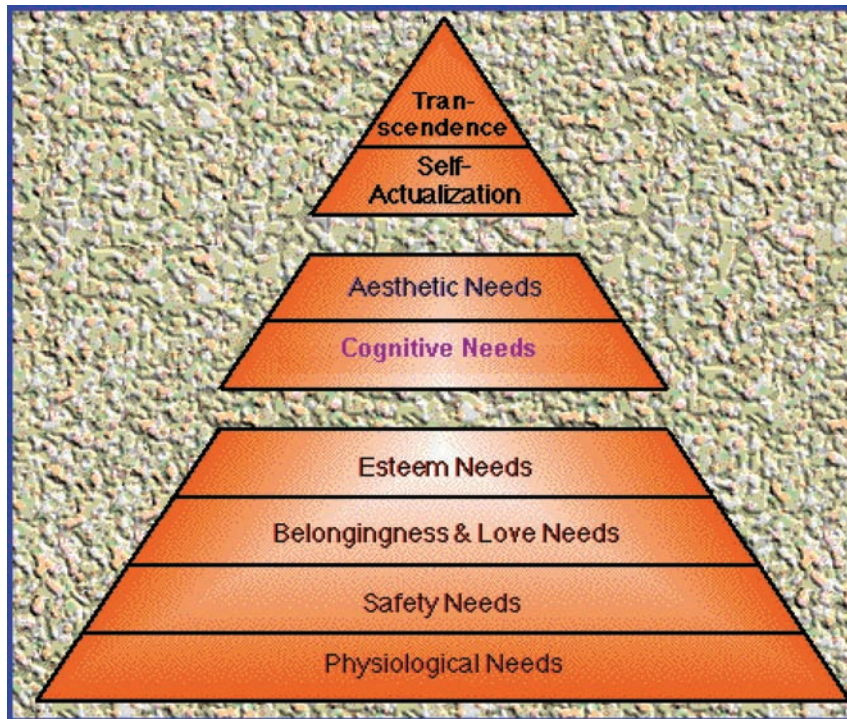 Tran-
scendence
Self-
Actualization
Aesthetic Needs
Cognitive Needs
Esteem Needs
Belongingness & Love Needs
Safety Needs
Physiological Needs